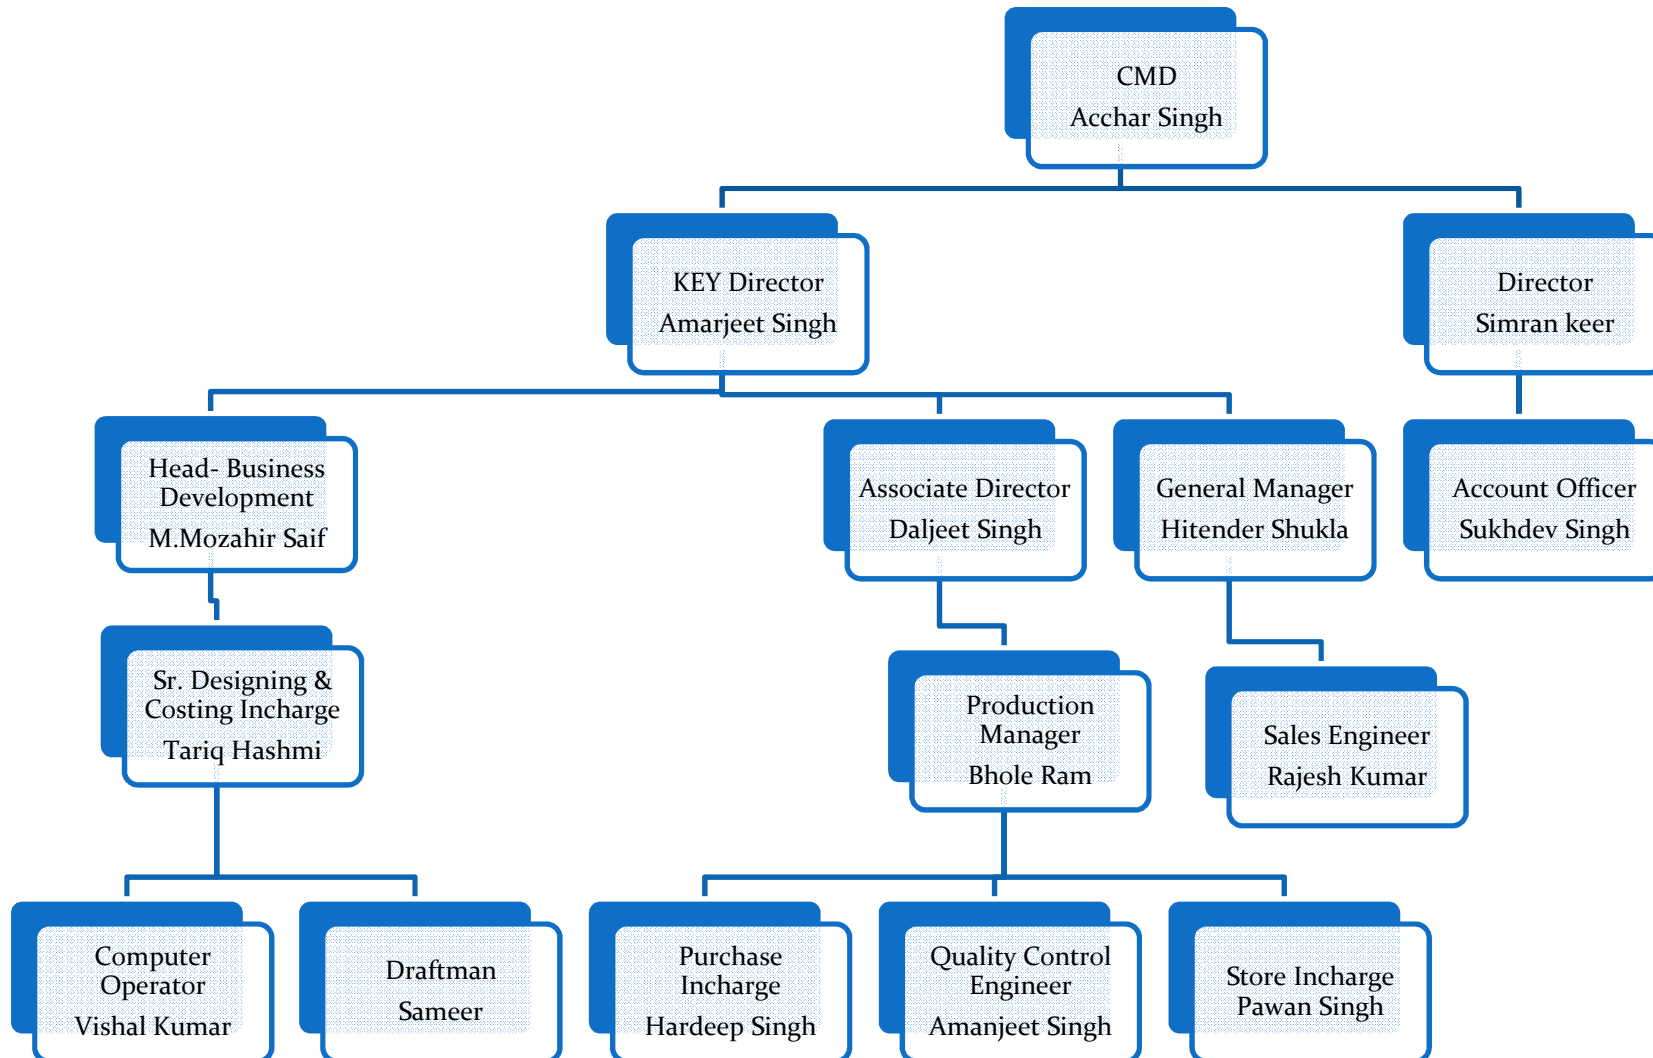 CMD
Acchar Singh
KEY Director
Amarjeet Singh
Director
Simran keer
Head- Business
Development
M.Mozahir Saif
Associate Director
Daljeet Singh
General Manager
Hitender Shukla
Account Officer
Sukhdev Singh
Sr. Designing &
Costing Incharge
Tariq Hashmi
Production
Manager
Bhole Ram
Sales Engineer
Rajesh Kumar
Computer
Operator
Vishal Kumar
Draftman
Sameer
Purchase
Incharge
Hardeep Singh
Quality Control
Engineer
Amanjeet Singh
Store Incharge
Pawan Singh